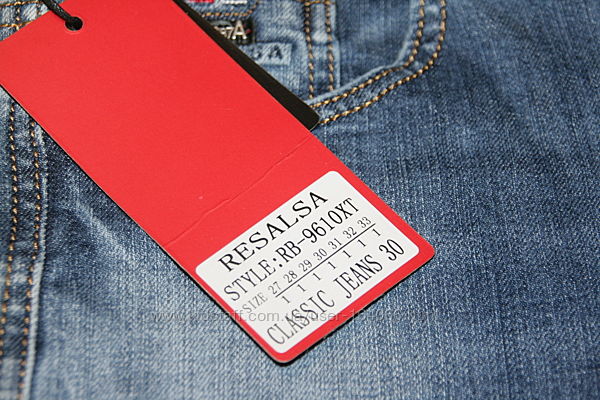 RESALSA
STYLE:RB-9610XT
SIZE 27 28 29 30 31 32 33
1 1 1 1 1 1
CLASSIC JEANS 30